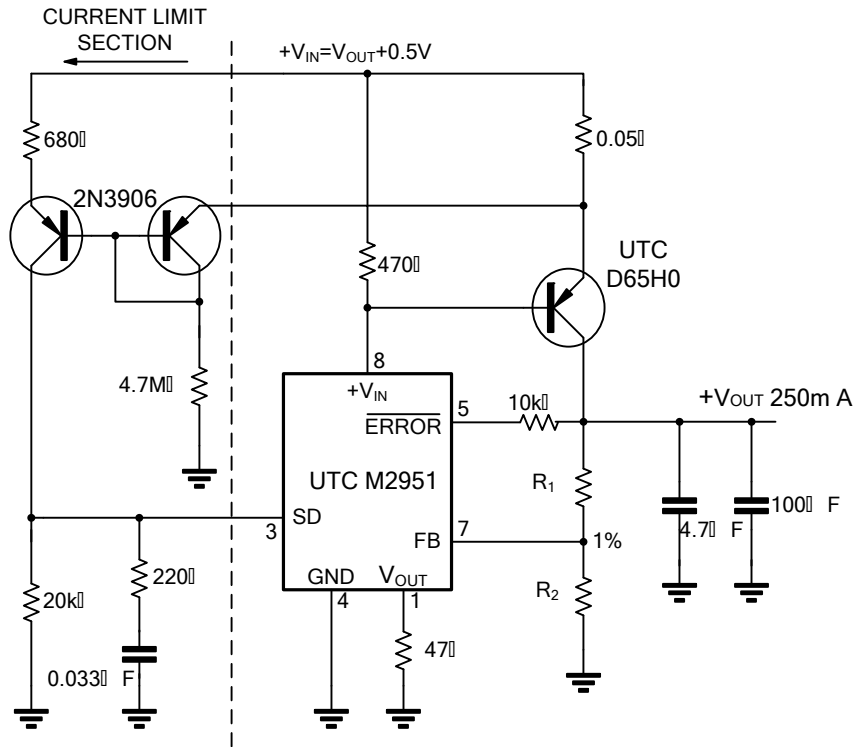 CURRENT LIMIT
SECTION
+VIN=VOUT+0.5V
680▯
0.05▯
2N3906
470▯
UTC
D65H0
4.7M▯
8
+VIN
5
10k▯
+VOUT 250m A
ERROR
UTC M2951
R1
SD
3
FB
7
1%
4.7▯ F
100▯ F
220▯
20k▯
GND
VOUT
4
1
R2
47▯
0.033▯ F